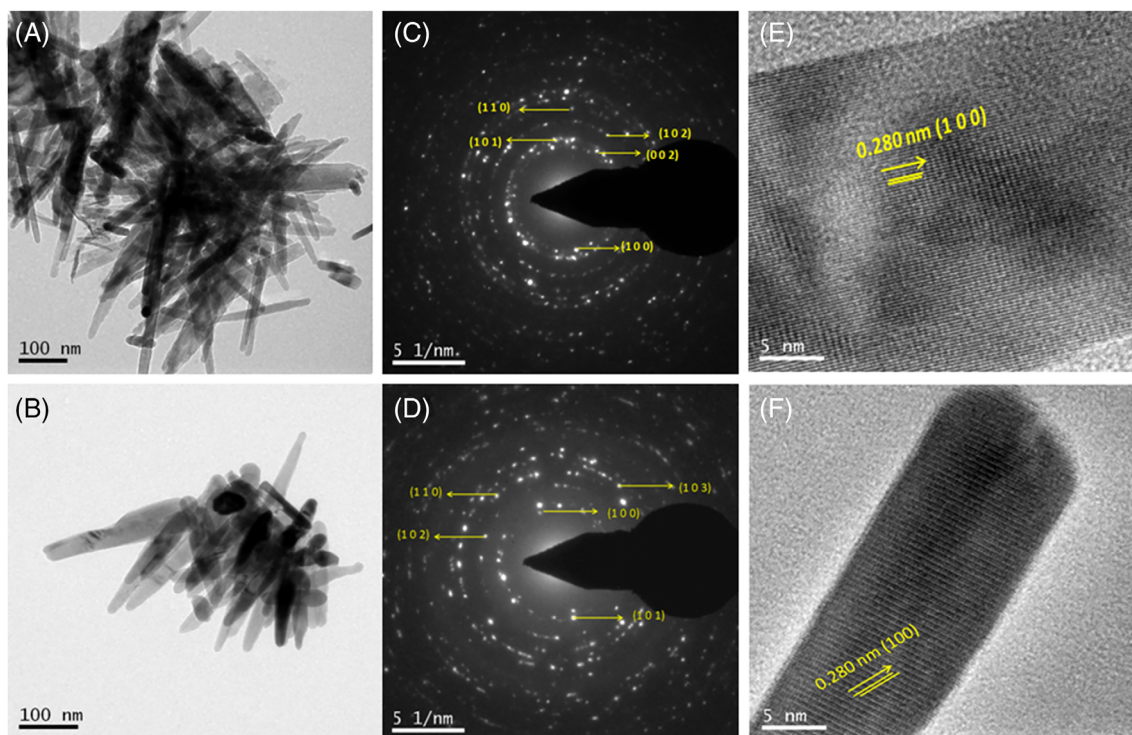 (A)
100 nm
(C)
(1 1 0)
(1 0 1)
(1 0 2)
(0 0 2)
(1 0 0)
5 1/nm
(E)
0.280 nm (1 0 0)
5 nm
(B)
100 nm
(D)
(1 1 0)
(1 0 3)
(1 0 0)
(1 0 2)
(1 0 1)
5 1/nm
(F)
0.280 nm (100)
5 nm